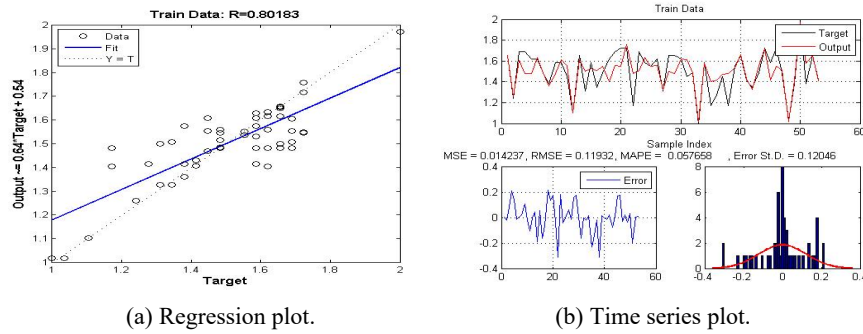 Train Data: R=0.80183
Data
Fit
Y = T
Output ~= 0.64*Target + 0.54
2
1.9
1.8
1.7
1.6
1.5
1.4
1.3
1.2
1.1
1
1 1.2 1.4 1.6 1.8 2
Target
(a) Regression plot.
Train Data
Target
Output
2
1.8
1.6
1.4
1.2
1
0 10 20 30 40 50 60
Sample Index
MSE = 0.014237, RMSE = 0.11932, MAPE = 0.057658 , Error St.D. = 0.12046
Error
0.4
0.2
0
-0.2
-0.4
0 20 40 60
8
7
6
5
4
3
2
1
0
-0.4 -0.2 0 0.2 0.4
(b) Time series plot.